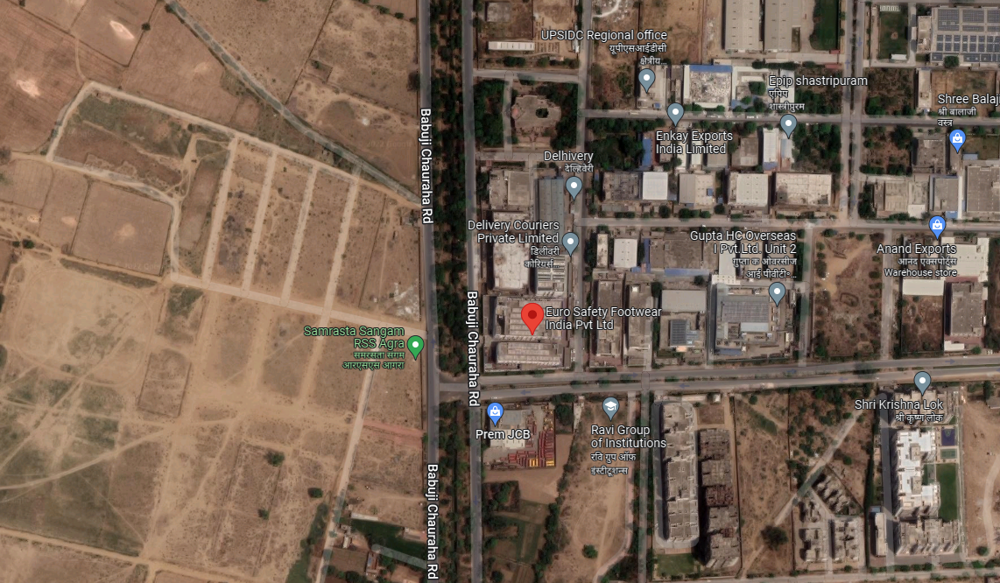 UPSIDC Regional office
यूपीएसआईडीसी
क्षेत्रीय...
Epip shastripuram
एपिप
शास्त्रीपुरम
Shree Balaji
श्री बालाजी
वस्त्र
Babuji Chauraha Rd
Enkay Exports
India Limited
Delhivery
देल्हिवेरी
Delivery Couriers
Private Limited
डिलीवरी
कोरियर्स...
Gupta HC Overseas
I Pvt.Ltd. Unit 2
गुप्ता क ओवरसीज
आई पीवीटी॰...
Anand Exports
आनंद एक्सपोर्ट्स
Warehouse store
Babuji Chauraha Rd
Euro Safety Footwear
India Pvt Ltd
Samrasta Sangam
RSS Agra
समरसता संगम
आरएसएस आगरा
Shri Krishna Lok
श्री कृष्ण लोक
Prem JCB
Ravi Group
of Institutions
रवि ग्रुप ऑफ़
इंस्टीटूशन्स
Babuji Chauraha Rd